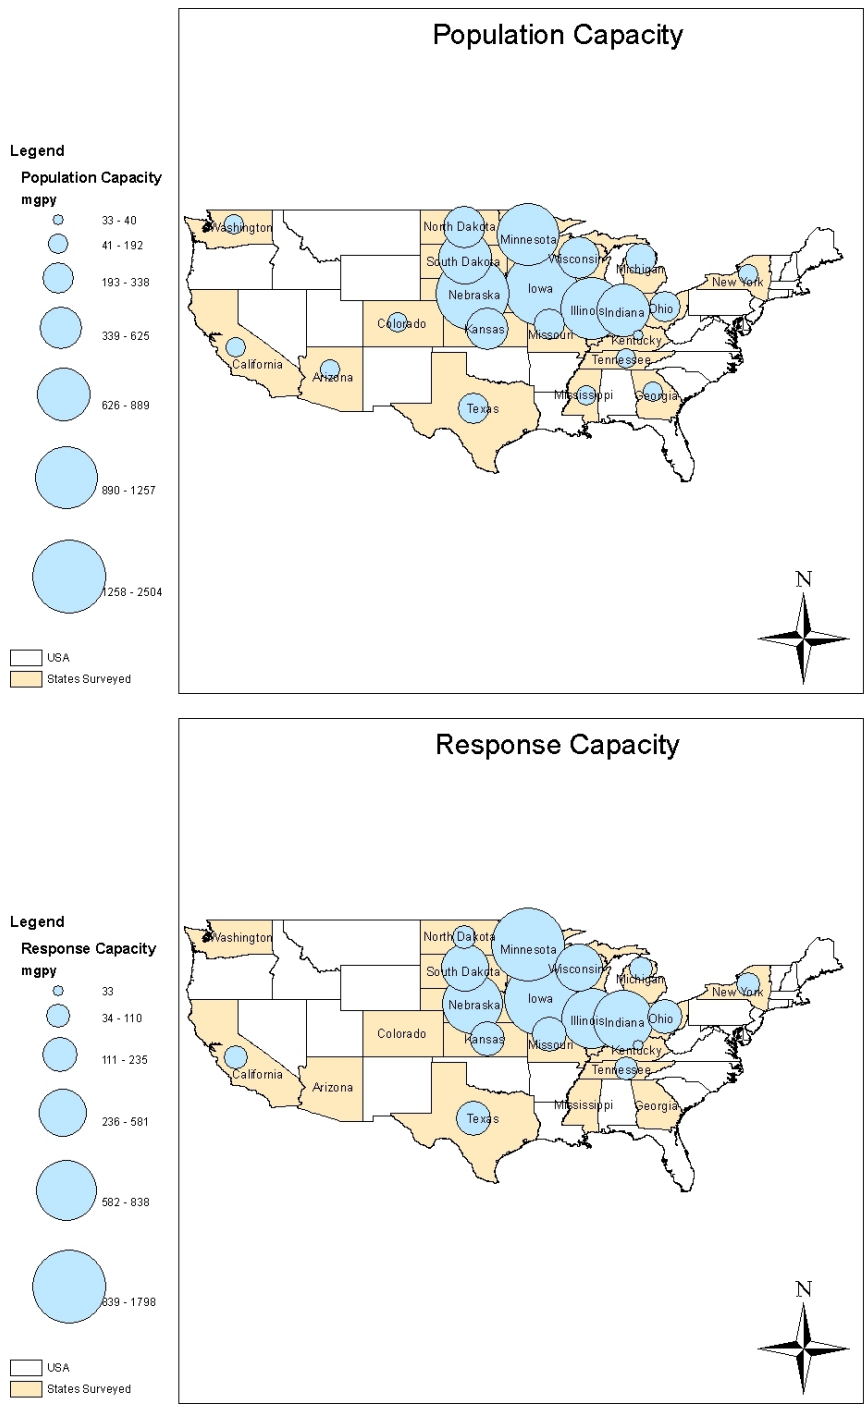 Population Capacity
Legend
Population Capacity
mgpy
33 - 40
41 - 192
193 - 338
339 - 625
626 - 889
890 - 1257
1258 - 2504
USA
States Surveyed
Washington
North Dakota
Minnesota
South Dakota
Wisconsin
Michigan
New York
Nebraska
Iowa
Illinois
Indiana
Ohio
Colorado
Kansas
Missouri
Kentucky
California
Arizona
Tennessee
Texas
Mississippi
Georgia
N
Response Capacity
Legend
Response Capacity
mgpy
33
34 - 110
111 - 235
236 - 581
582 - 838
839 - 1798
USA
States Surveyed
Washington
North Dakota
Minnesota
South Dakota
Wisconsin
Michigan
New York
Nebraska
Iowa
Illinois
Indiana
Ohio
Colorado
Kansas
Missouri
Kentucky
California
Arizona
Tennessee
Texas
Mississippi
Georgia
N